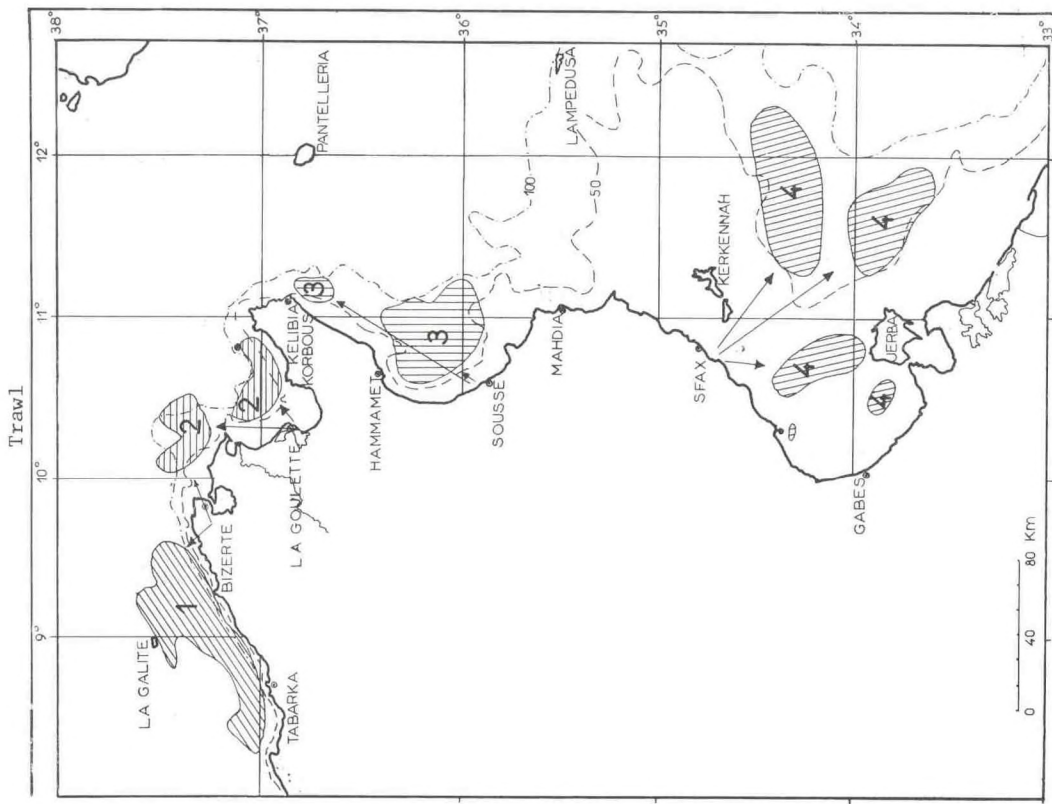 Trawl
38°
37°
36°
35°
34°
33°
12°
11°
10°
9°
PANTELLERIA
LAMPEDUSA
100
50
KERKENNAH
KELIBIA
KORBOUS
HAMMAMET
SOUSSE
MAHDIA
SFAX
JERBA
GABES
LA GOULETTE
BIZERTE
LA GALITE
TABARKA
1
2
2
3
3
4
4
4
4
0 40 80 Km